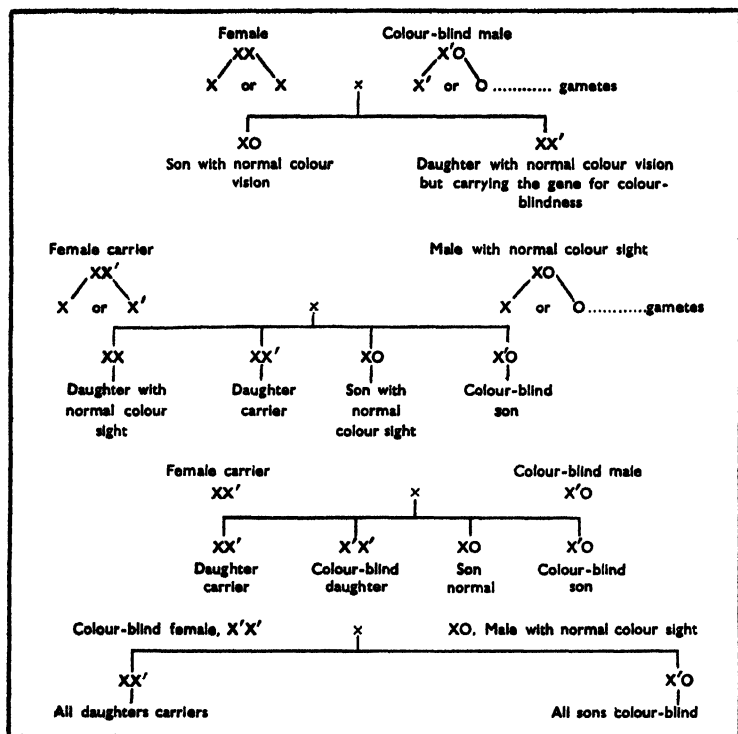 Female Colour-blind male
XX X'O
X or X × X' or O ............ gametes
XO XX'
Son with normal colour Daughter with normal colour vision
vision but carrying the gene for colour-
blindness
Female carrier Male with normal colour sight
XX' XO
X or X' × X or O ............gametes
XX XX' XO X'O
Daughter with Daughter Son with Colour-blind
normal colour carrier normal son
sight colour sight
Female carrier Colour-blind male
XX' × X'O
XX' X'X' XO X'O
Daughter Colour-blind Son Colour-blind
carrier daughter normal son
Colour-blind female, X'X' × XO. Male with normal colour sight
XX' X'O
All daughters carriers All sons colour-blind